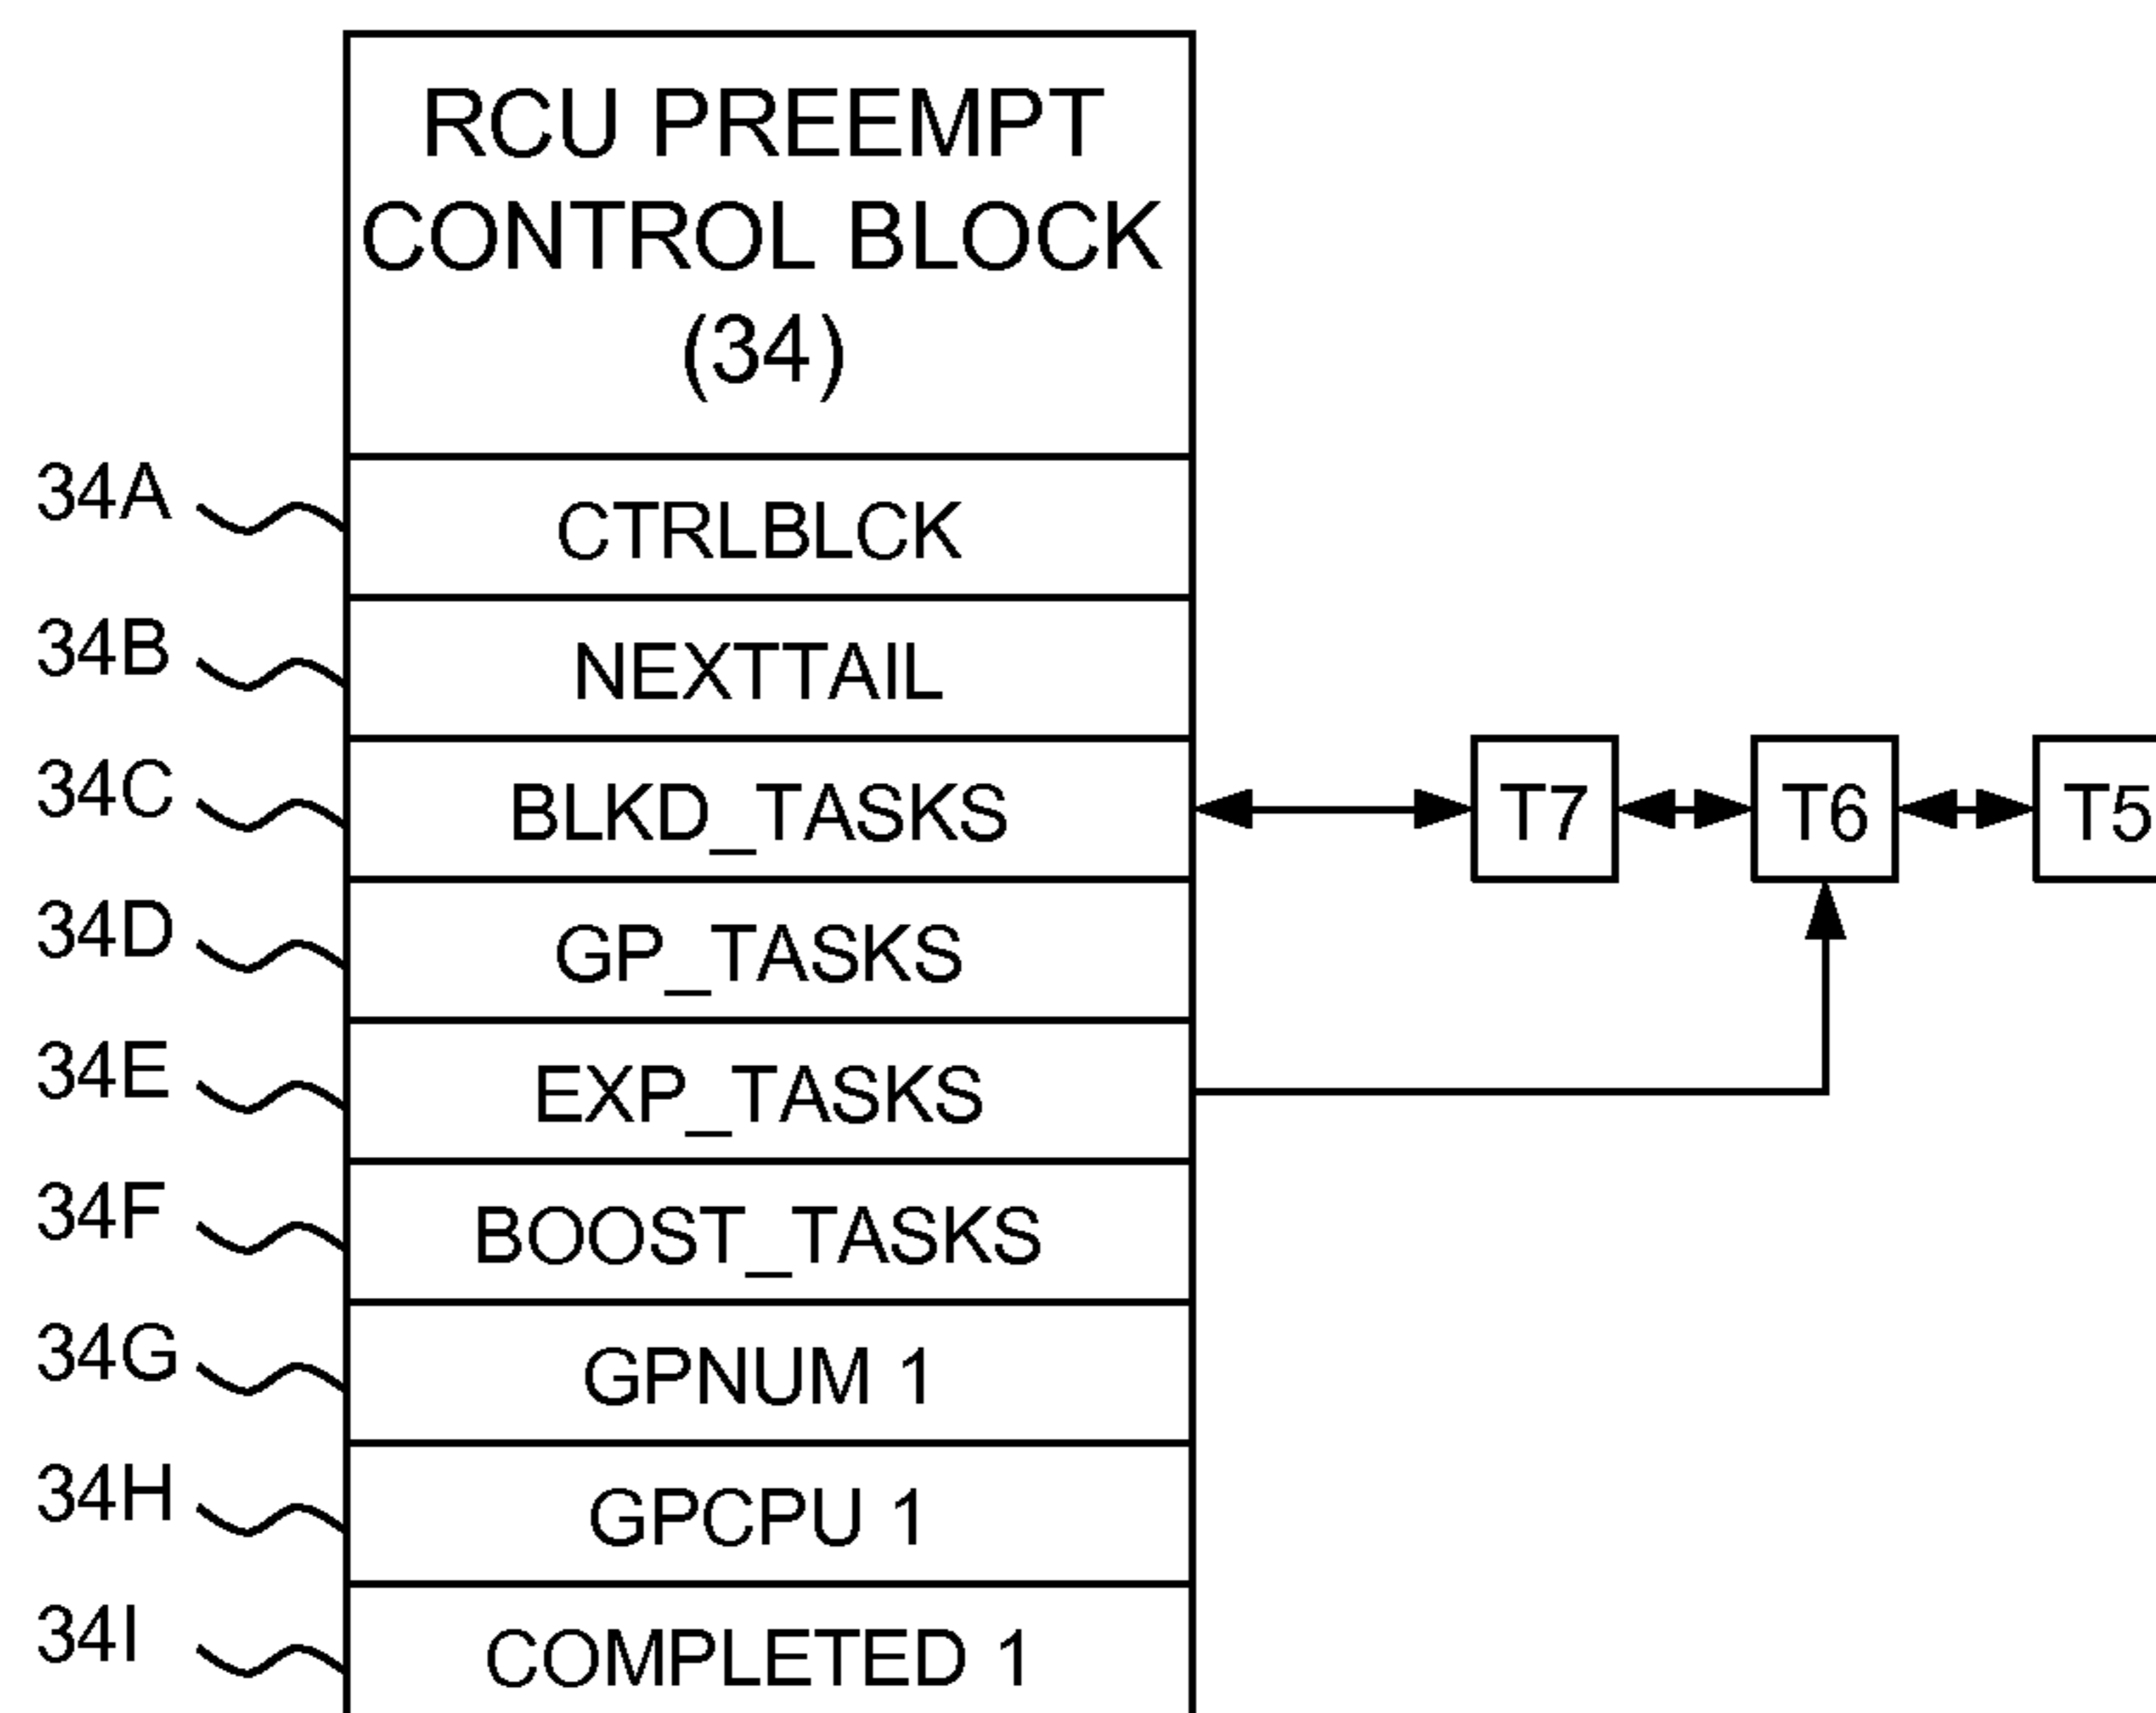 RCU PREEMPT
CONTROL BLOCK
(34)
34A CTRLBLCK
34B NEXTTAIL
34C BLKD_TASKS T7 T6 T5
34D GP_TASKS
34E EXP_TASKS
34F BOOST_TASKS
34G GPNUM 1
34H GPCPU 1
34I COMPLETED 1